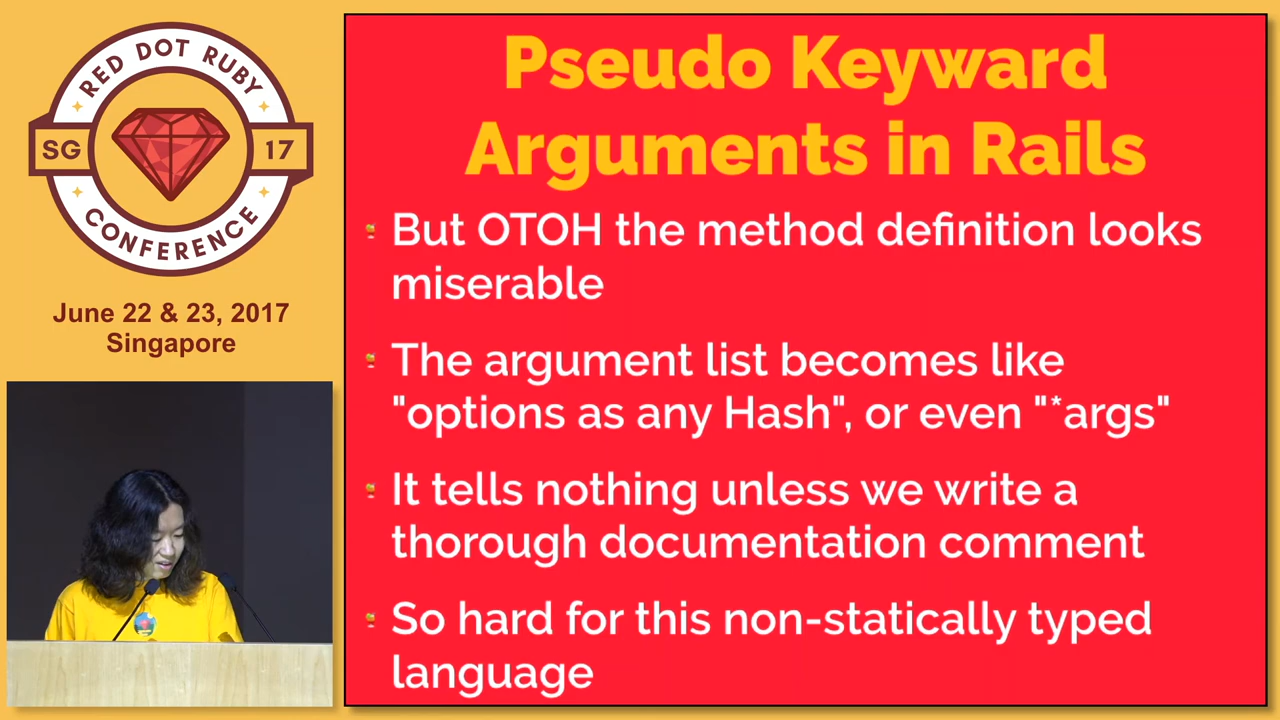 RED DOT RUBY
SG
17
CONFERENCE
June 22 & 23, 2017
Singapore
Pseudo Keyward
Arguments in Rails
But OTOH the method definition looks
miserable
The argument list becomes like
"options as any Hash", or even "*args"
It tells nothing unless we write a
thorough documentation comment
So hard for this non-statically typed
language